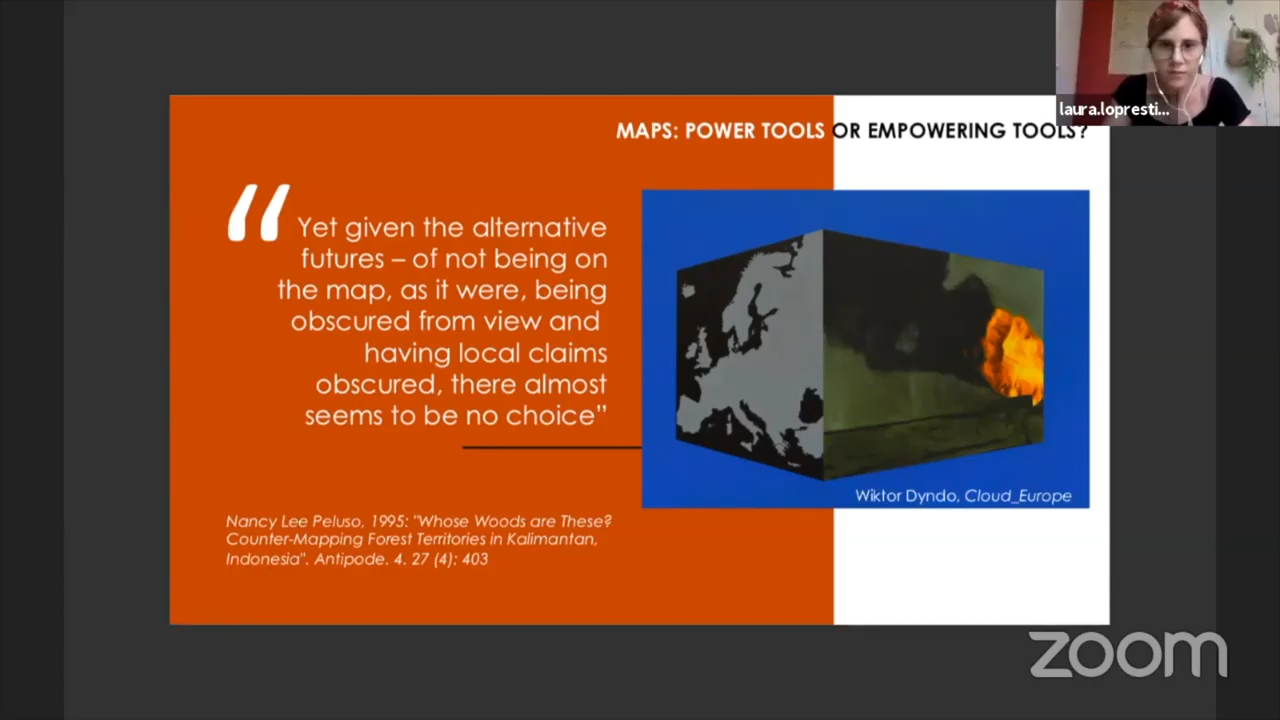 laura.lopresti...
MAPS: POWER TOOLS OR EMPOWERING TOOLS?
“ Yet given the alternative
futures – of not being on
the map, as it were, being
obscured from view and
having local claims
obscured, there almost
seems to be no choice”
Wiktor Dyndo, Cloud_Europe
Nancy Lee Peluso, 1995: "Whose Woods are These?
Counter-Mapping Forest Territories in Kalimantan,
Indonesia". Antipode. 4. 27 (4): 403
zoom